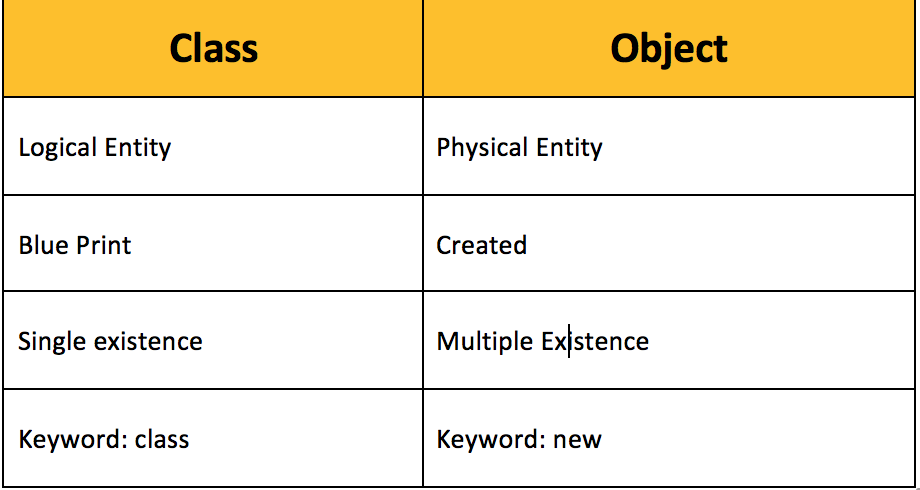 Class Object
Logical Entity Physical Entity
Blue Print Created
Single existence Multiple Existence
Keyword: class Keyword: new